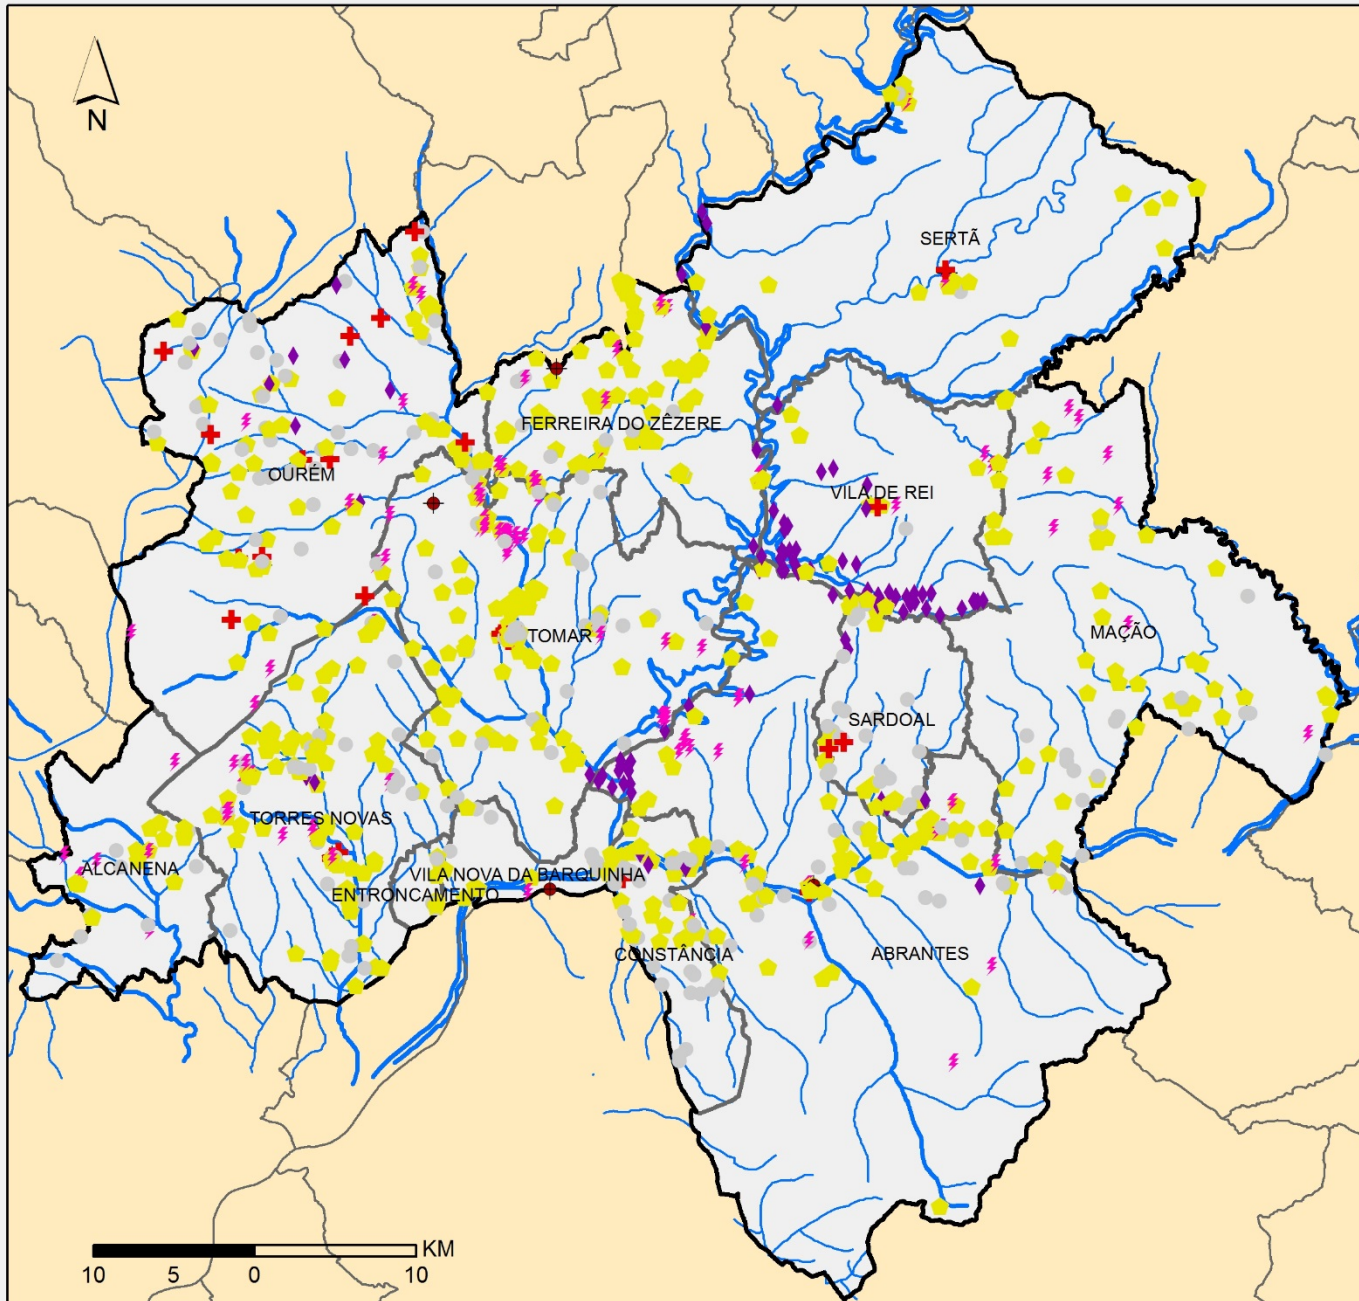 N
SERTÃ
FERREIRA DO ZÊZERE
OURÉM
VILA DE REI
TOMAR
MAÇÃO
SARDOAL
TORRES NOVAS
ALCANENA
VILA NOVA DA BARQUINHA
ENTRONCAMENTO
CONSTÂNCIA
ABRANTES
KM
10 5 0 10